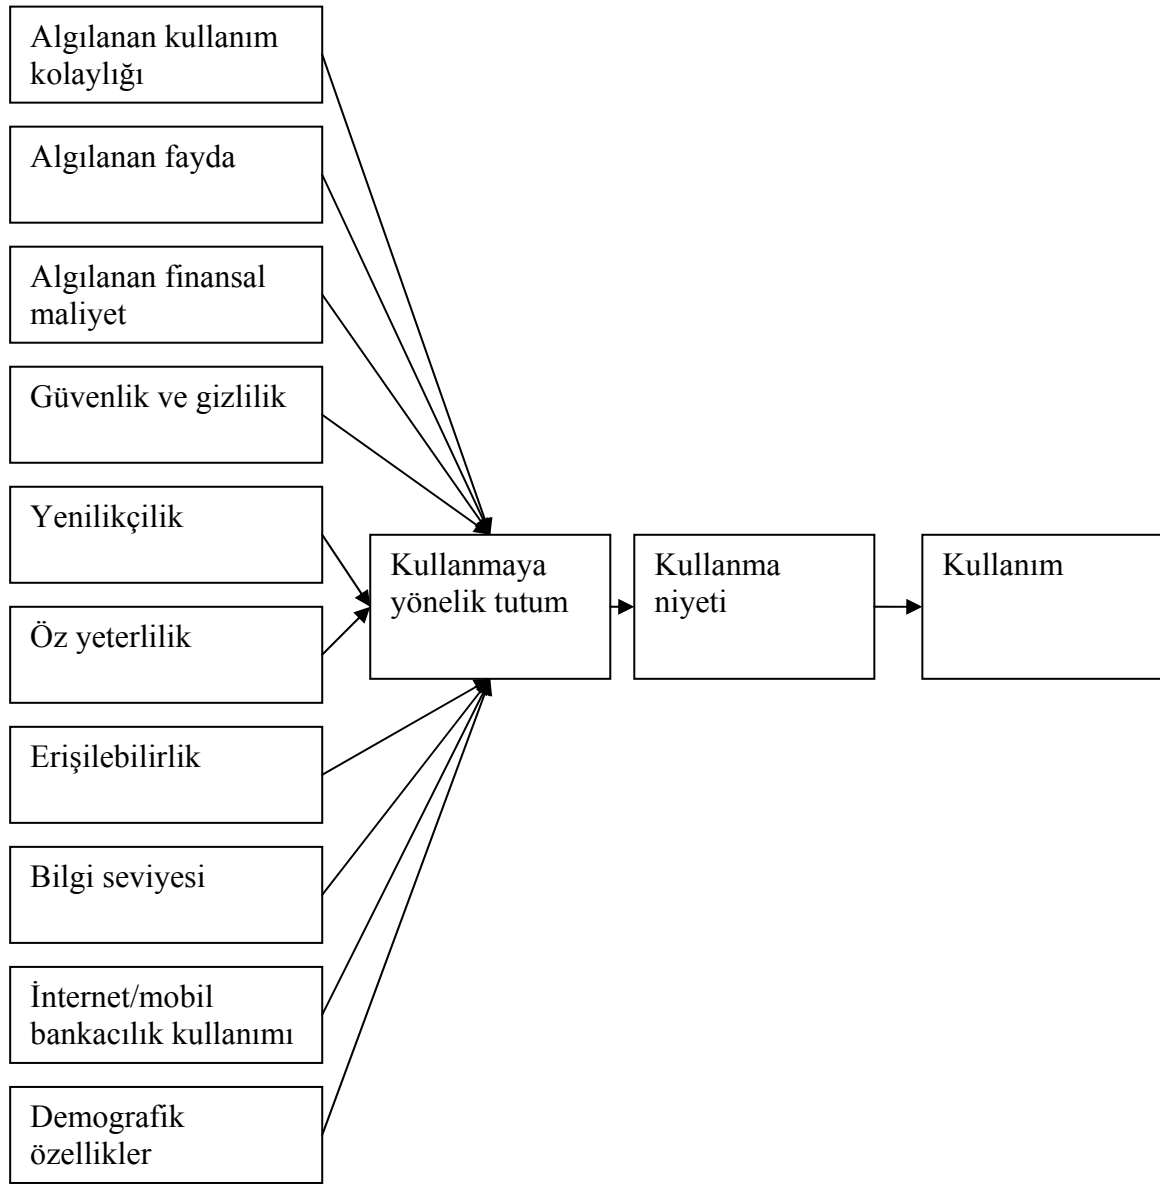 Algılanan kullanım
kolaylığı
Algılanan fayda
Algılanan finansal
maliyet
Güvenlik ve gizlilik
Yenilikçilik
Öz yeterlilik
Erişilebilirlik
Bilgi seviyesi
İnternet/mobil
bankacılık kullanımı
Demografik
özellikler
Kullanmaya
yönelik tutum
Kullanma
niyeti
Kullanım